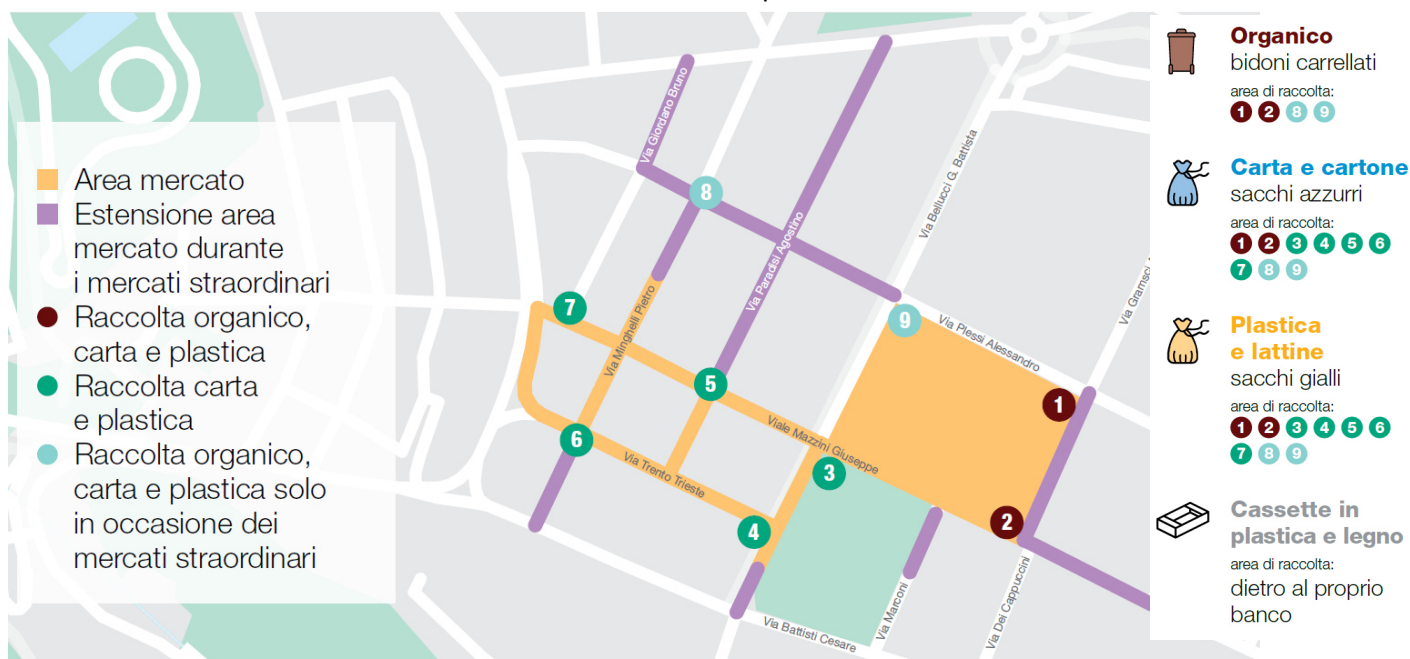 Area mercato
Estensione area
mercato durante
i mercati straordinari
Raccolta organico,
carta e plastica
Raccolta carta
e plastica
Raccolta organico,
carta e plastica solo
in occasione dei
mercati straordinari
Via Giordano Bruno
8
Via Paradisi Agostino
Via Bellucci G. Battista
Via Gramsci
7
Via Minghelli Pietro
9
Via Plessi Alessandro
5
1
Viale Mazzini Giuseppe
6
Via Trento Trieste
3
4
2
Via Battisti Cesare
Via Marconi
Via Dei Cappuccini
Organico
bidoni carrellati
area di raccolta:
1 2 8 9
Carta e cartone
sacchi azzurri
area di raccolta:
1 2 3 4 5 6
7 8 9
Plastica
e lattine
sacchi gialli
area di raccolta:
1 2 3 4 5 6
7 8 9
Cassette in
plastica e legno
area di raccolta:
dietro al proprio
banco